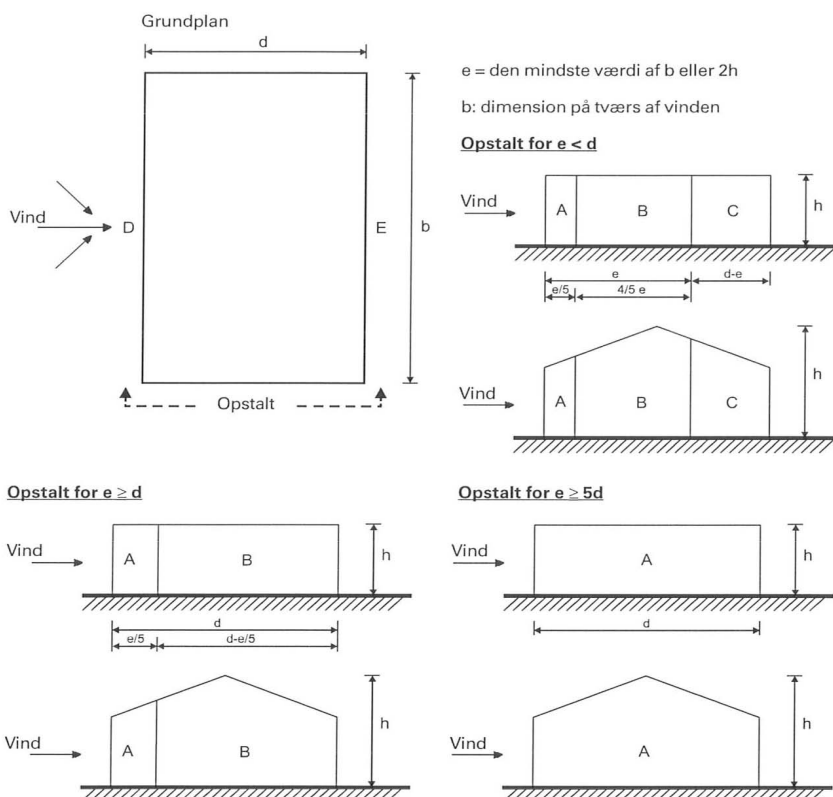 Grundplan
d
e = den mindste værdi af b eller 2h
b: dimension på tværs af vinden
Vind
D
E
b
Opstalt
Opstalt for e < d
Vind
A
B
C
h
e
d-e
e/5
4/5 e
Vind
A
B
C
h
Opstalt for e ≥ d
Vind
A
B
h
d
e/5
d-e/5
Vind
A
B
h
Opstalt for e ≥ 5d
Vind
A
h
d
Vind
A
h